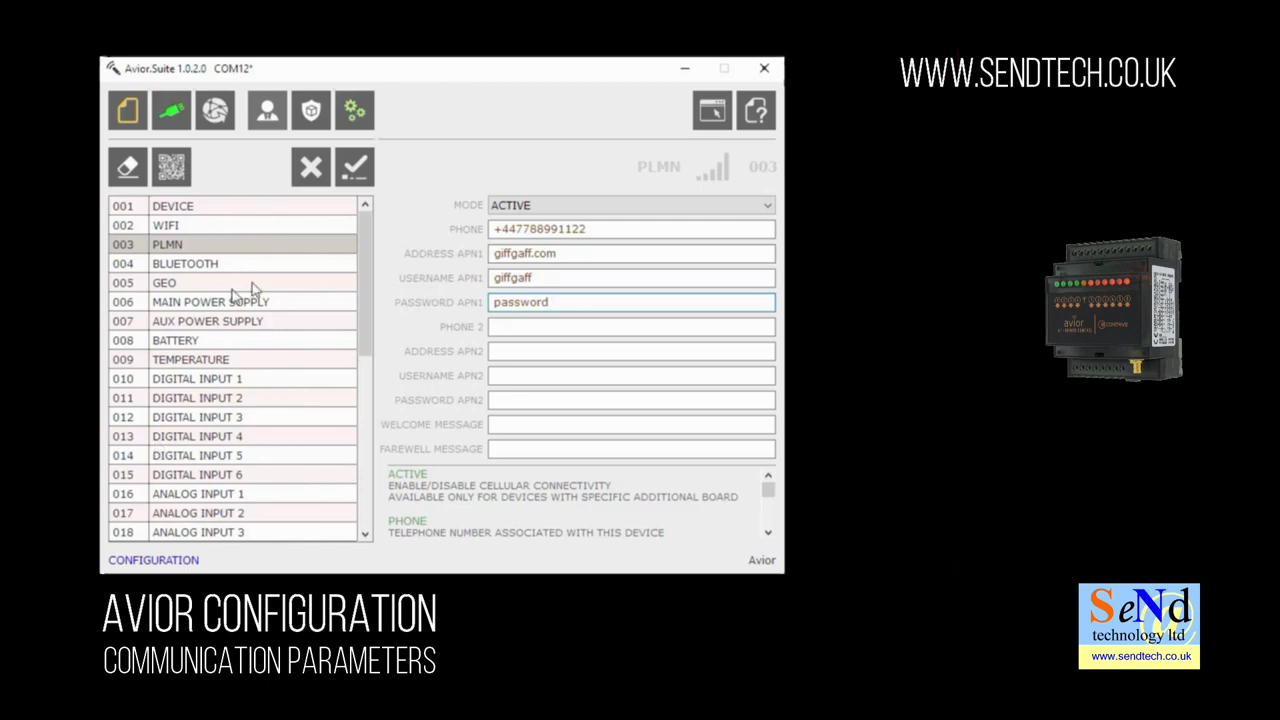 WWW.SENDTECH.CO.UK
Avior.Suite 1.0.2.0 COM12*
PLMN 003
001 DEVICE
002 WIFI
003 PLMN
004 BLUETOOTH
005 GEO
006 MAIN POWER SUPPLY
007 AUX POWER SUPPLY
008 BATTERY
009 TEMPERATURE
010 DIGITAL INPUT 1
011 DIGITAL INPUT 2
012 DIGITAL INPUT 3
013 DIGITAL INPUT 4
014 DIGITAL INPUT 5
015 DIGITAL INPUT 6
016 ANALOG INPUT 1
017 ANALOG INPUT 2
018 ANALOG INPUT 3
MODE ACTIVE
PHONE +447788991122
ADDRESS APN1 giffgaff.com
USERNAME APN1 giffgaff
PASSWORD APN1 password
PHONE 2
ADDRESS APN2
USERNAME APN2
PASSWORD APN2
WELCOME MESSAGE
FAREWELL MESSAGE
ACTIVE
ENABLE/DISABLE CELLULAR CONNECTIVITY
AVAILABLE ONLY FOR DEVICES WITH SPECIFIC ADDITIONAL BOARD
PHONE
TELEPHONE NUMBER ASSOCIATED WITH THIS DEVICE
CONFIGURATION
Avior
avior
AVIOR CONFIGURATION
COMMUNICATION PARAMETERS
SeNd
technology ltd
www.sendtech.co.uk